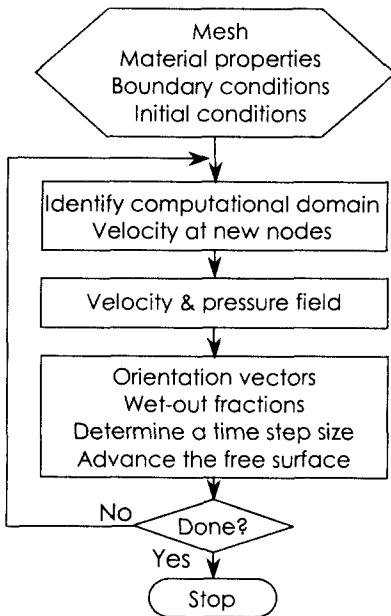 Mesh
Material properties
Boundary conditions
Initial conditions
Identify computational domain
Velocity at new nodes
Velocity & pressure field
Orientation vectors
Wet-out fractions
Determine a time step size
Advance the free surface
No
Done?
Yes
Stop